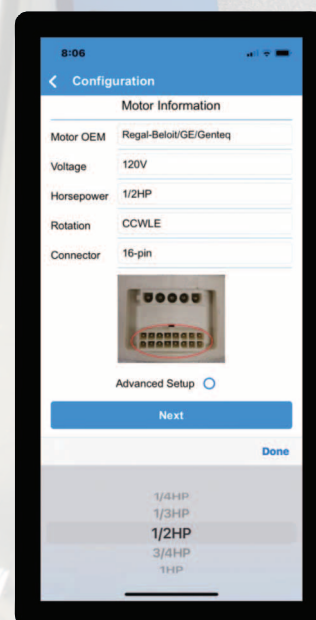 8:06
Configuration
Motor Information
Motor OEM Regal-Beloit/GE/Genteq
Voltage 120V
Horsepower 1/2HP
Rotation CCWLE
Connector 16-pin
Advanced Setup
Next
Done
1/4HP
1/3HP
1/2HP
3/4HP
1HP